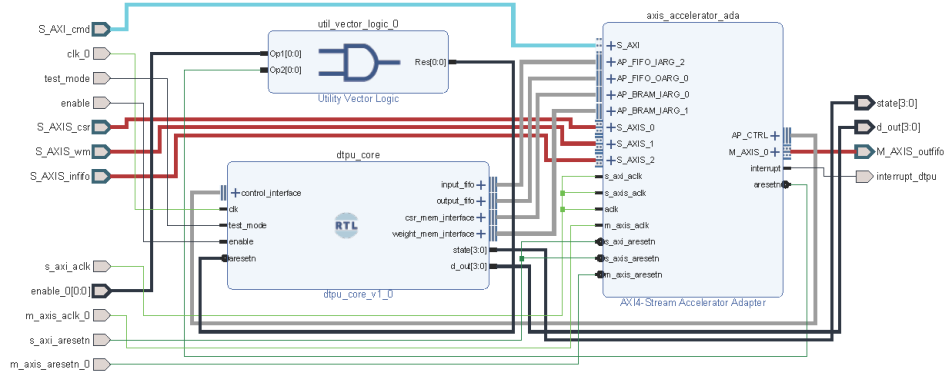 S_AXI_cmd
clk_0
test_mode
enable
S_AXIS_csr
S_AXIS_wm
S_AXIS_infifo
s_axi_aclk
enable_0[0:0]
m_axis_aclk_0
s_axi_aresetn
m_axis_aresetn_0
util_vector_logic_0
Op1[0:0]
Op2[0:0]
Res[0:0]
Utility Vector Logic
dtpu_core
control_interface
clk
test_mode
enable
aresetn
RTL
input_fifo
output_fifo
csr_mem_interface
weight_mem_interface
state[3:0]
d_out[3:0]
dtpu_core_v1_0
axis_accelerator_ada
S_AXI
AP_FIFO_IARG_2
AP_FIFO_OARG_0
AP_BRAM_IARG_0
AP_BRAM_IARG_1
S_AXIS_0
S_AXIS_1
S_AXIS_2
s_axi_aclk
s_axis_aclk
aclk
m_axis_aclk
s_axi_aresetn
s_axis_aresetn
m_axis_aresetn
AP_CTRL
M_AXIS_0
interrupt
aresetn
AXI4-Stream Accelerator Adapter
state[3:0]
d_out[3:0]
M_AXIS_outfifo
interrupt_dtpu